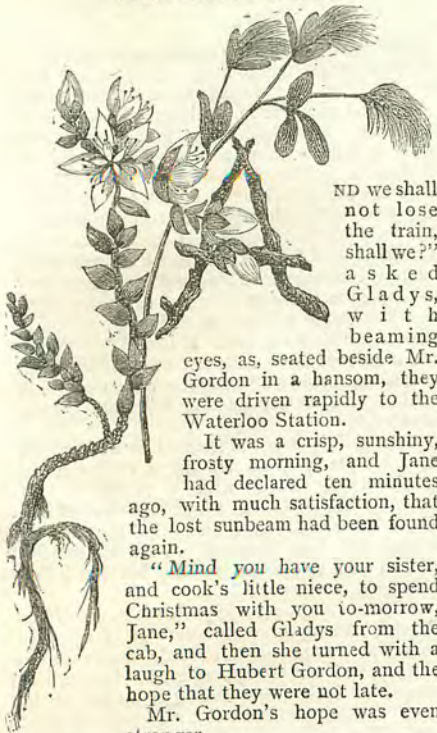 AND we shall
not lose
the train,
shall we?"
asked
Gladys,
with
beaming
eyes, as, seated beside Mr.
Gordon in a hansom, they
were driven rapidly to the
Waterloo Station.
It was a crisp, sunshiny,
frosty morning, and Jane
had declared ten minutes
ago, with much satisfaction, that
the lost sunbeam had been found
again.
"Mind you have your sister,
and cook's little niece, to spend
Christmas with you to-morrow,
Jane," called Gladys from the
cab, and then she turned with a
laugh to Hubert Gordon, and the
hope that they were not late.
Mr. Gordon's hope was even